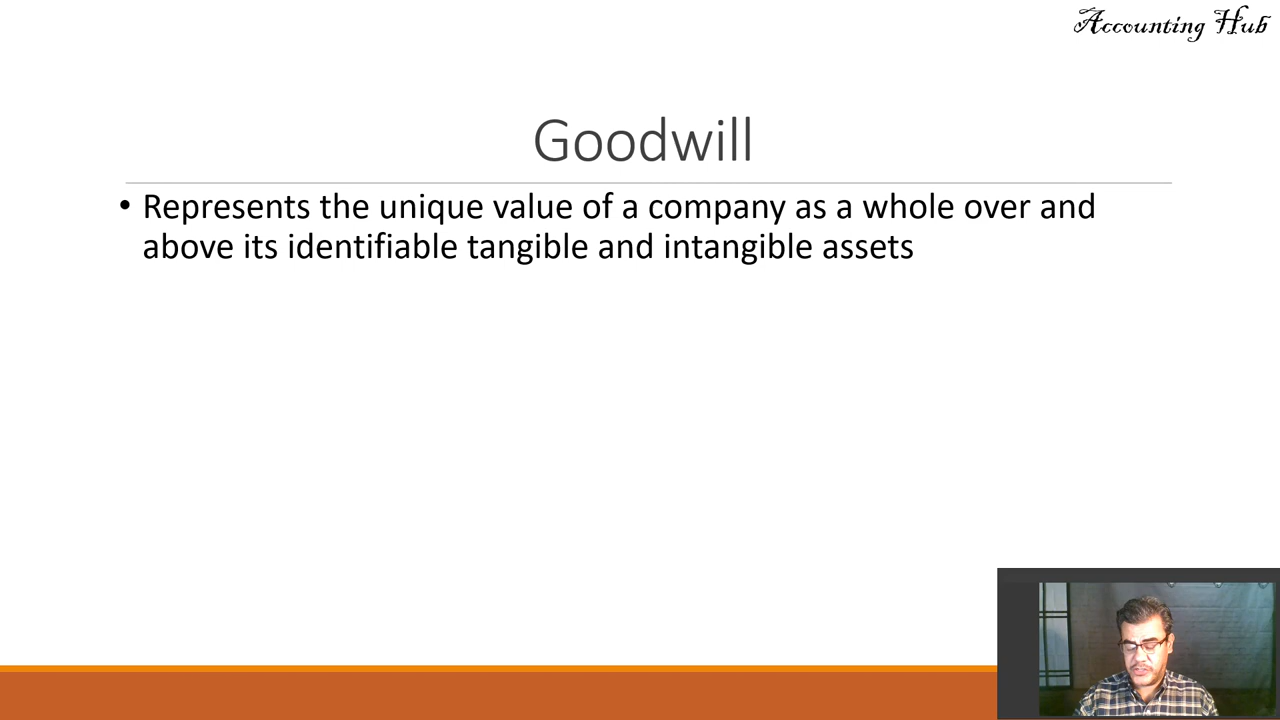 Accounting Hub
Goodwill
• Represents the unique value of a company as a whole over and
above its identifiable tangible and intangible assets